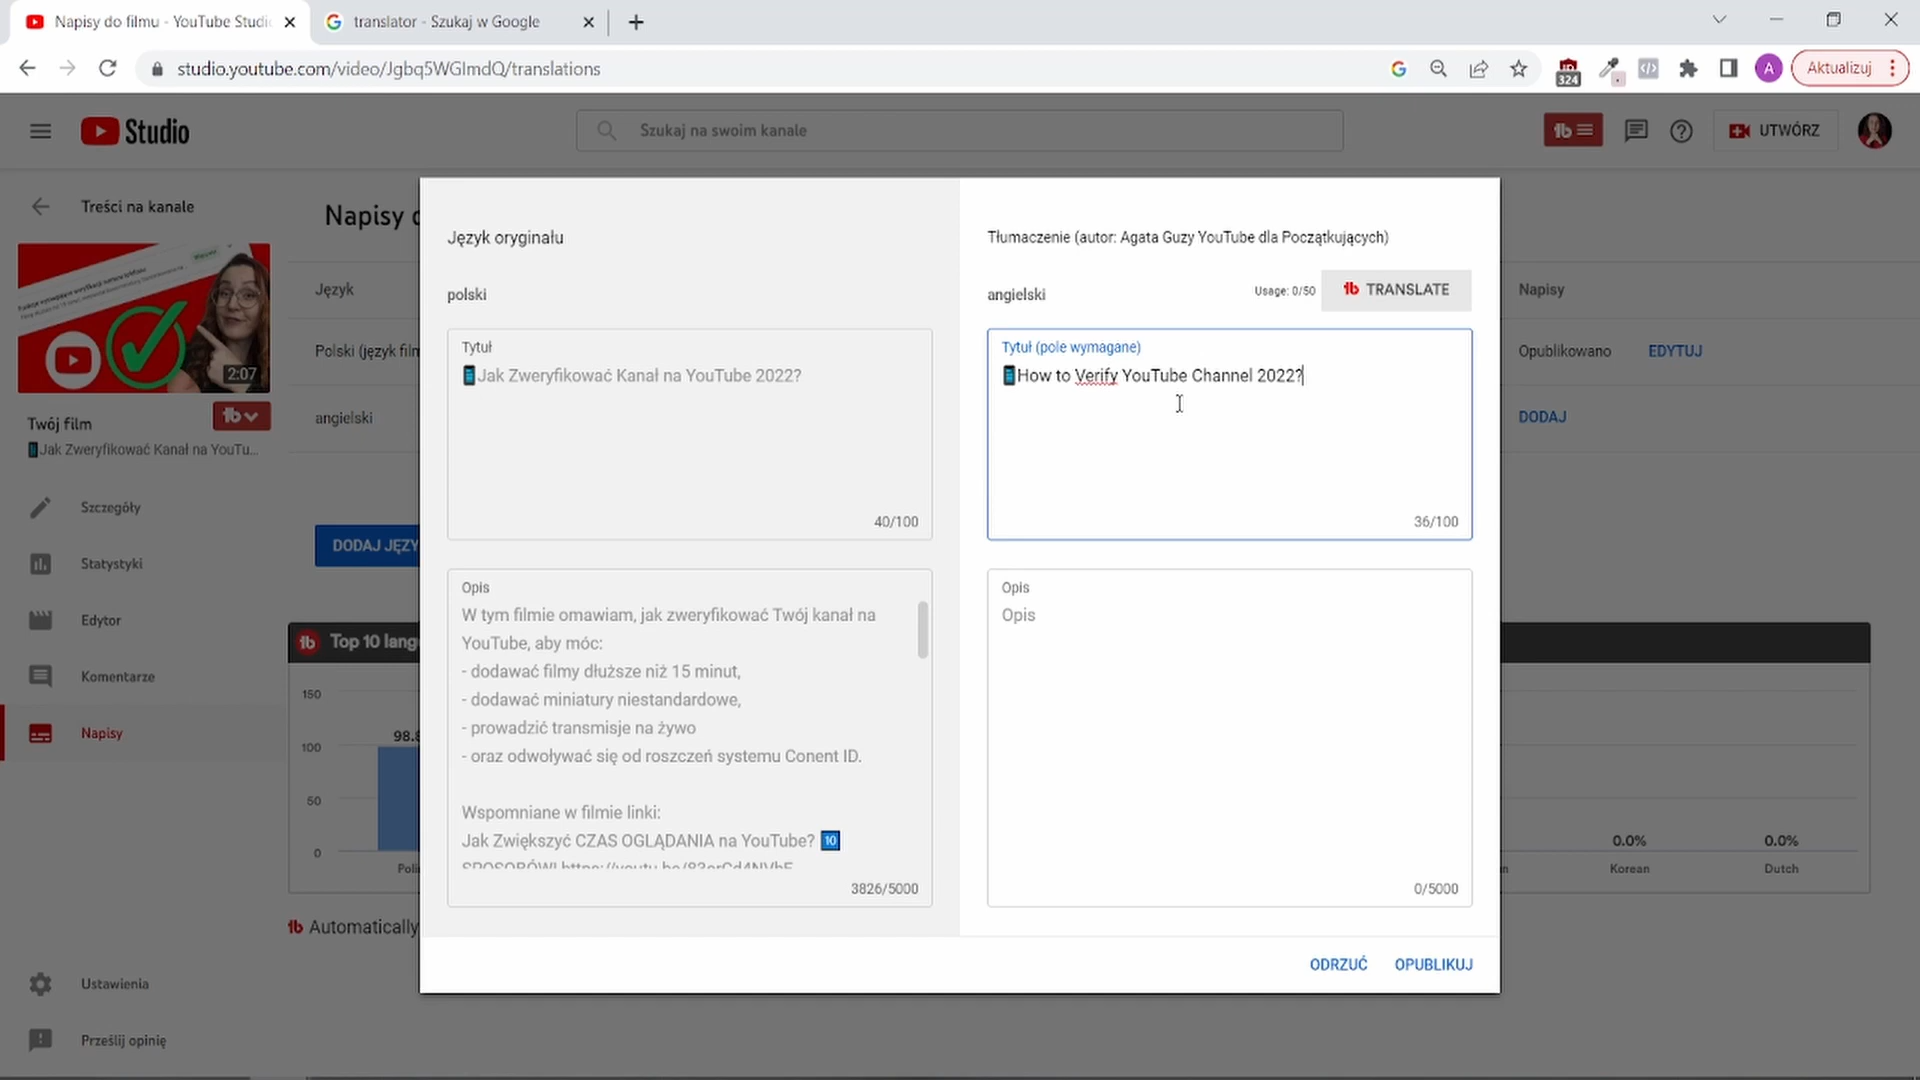 Napisy do filmu - YouTube Studi
translator - Szukaj w Google
studio.youtube.com/video/Jgbq5WGlmdQ/translations
324
A
Aktualizuj
Studio
Szukaj na swoim kanale
UTWÓRZ
Treści na kanale
Napisy
2:07
Twój film
Jak Zweryfikować Kanał na YouTu...
Szczegóły
Statystyki
Edytor
Komentarze
Napisy
Ustawienia
Prześlij opinię
Język
Napisy
Polski (język film
Opublikowano
EDYTUJ
angielski
DODAJ
DODAJ JĘZY
Język oryginału
Tłumaczenie (autor: Agata Guzy YouTube dla Początkujących)
polski
angielski
Usage: 0/50
TRANSLATE
Tytuł
Jak Zweryfikować Kanał na YouTube 2022?
40/100
Tytuł (pole wymagane)
How to Verify YouTube Channel 2022?
36/100
Opis
W tym filmie omawiam, jak zweryfikować Twój kanał na
YouTube, aby móc:
- dodawać filmy dłuższe niż 15 minut,
- dodawać miniatury niestandardowe,
- prowadzić transmisje na żywo
- oraz odwoływać się od roszczeń systemu Conent ID.
Wspomniane w filmie linki:
Jak Zwiększyć CZAS OGLĄDANIA na YouTube? 🔟
3826/5000
Opis
Opis
0/5000
ODRZUĆ
OPUBLIKUJ
Top 10 lang
150
100
50
0
98.8
Poli
0.0%
Korean
0.0%
Dutch
Automatically